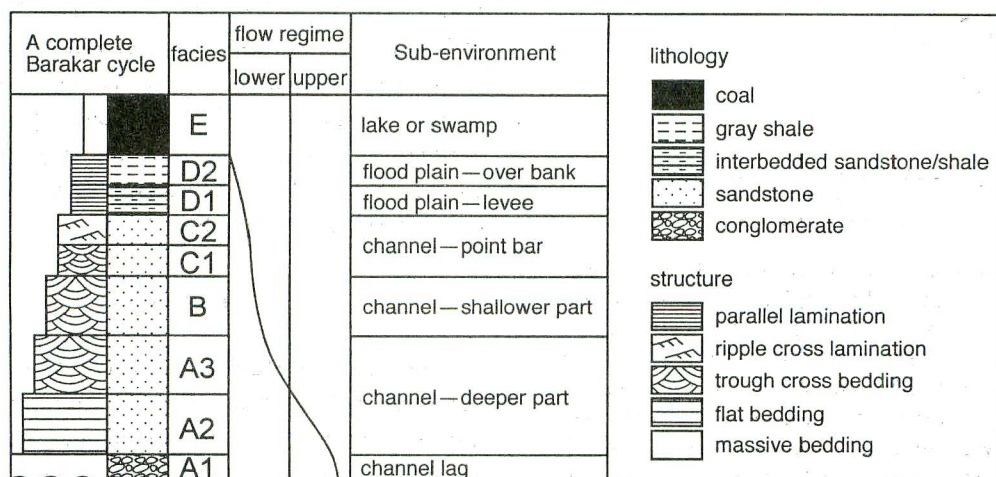 A complete
Barakar cycle
facies
flow regime
lower
upper
Sub-environment
E
lake or swamp
D2
flood plain—over bank
D1
flood plain—levee
C2
channel—point bar
C1
B
channel—shallower part
A3
channel—deeper part
A2
A1
channel lag
lithology
coal
gray shale
interbedded sandstone/shale
sandstone
conglomerate
structure
parallel lamination
ripple cross lamination
trough cross bedding
flat bedding
massive bedding